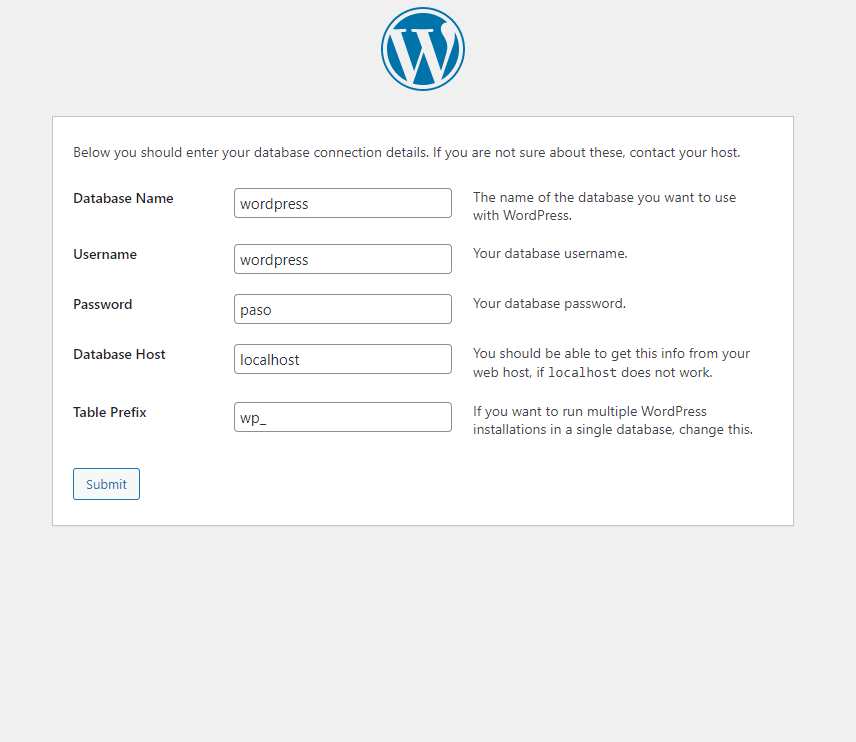 Below you should enter your database connection details. If you are not sure about these, contact your host.
Database Name
wordpress
The name of the database you want to use
with WordPress.
Username
wordpress
Your database username.
Password
paso
Your database password.
Database Host
localhost
You should be able to get this info from your
web host, if localhost does not work.
Table Prefix
wp_
If you want to run multiple WordPress
installations in a single database, change this.
Submit